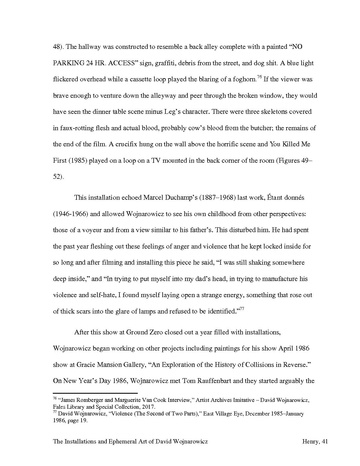 48). The hallway was constructed to resemble a back alley complete with a painted "NO
PARKING 24 HR. ACCESS" sign, graffiti, debris from the street, and dog shit. A blue light
flickered overhead while a cassette loop played the blaring of a foghorn.76 If the viewer was
brave enough to venture down the alleyway and peer through the broken window, they would
have seen the dinner table scene minus Leg's character. There were three skeletons covered
in faux-rotting flesh and actual blood, probably cow's blood from the butcher; the remains of
the end of the film. A crucifix hung on the wall above the horrific scene and You Killed Me
First (1985) played on a loop on a TV mounted in the back corner of the room (Figures 49–
52).
This installation echoed Marcel Duchamp's (1887–1968) last work, Étant donnés
(1946-1966) and allowed Wojnarowicz to see his own childhood from other perspectives:
those of a voyeur and from a view similar to his father's. This disturbed him. He had spent
the past year fleshing out these feelings of anger and violence that he kept locked inside for
so long and after filming and installing this piece he said, "I was still shaking somewhere
deep inside," and "In trying to put myself into my dad's head, in trying to manufacture his
violence and self-hate, I found myself laying open a strange energy, something that rose out
of thick scars into the glare of lamps and refused to be identified."77
After this show at Ground Zero closed out a year filled with installations,
Wojnarowicz began working on other projects including paintings for his show April 1986
show at Gracie Mansion Gallery, "An Exploration of the History of Collisions in Reverse."
On New Year's Day 1986, Wojnarowicz met Tom Rauffenbart and they started arguably the
76 "James Romberger and Marguerite Van Cook Interview," Artist Archives Initiative – David Wojnarowicz,
Fales Library and Special Collection, 2017.
77 David Wojnarowicz, "Violence (The Second of Two Parts)," East Village Eye, December 1985–January
1986, page 19.
The Installations and Ephemeral Art of David Wojnarowicz Henry, 41